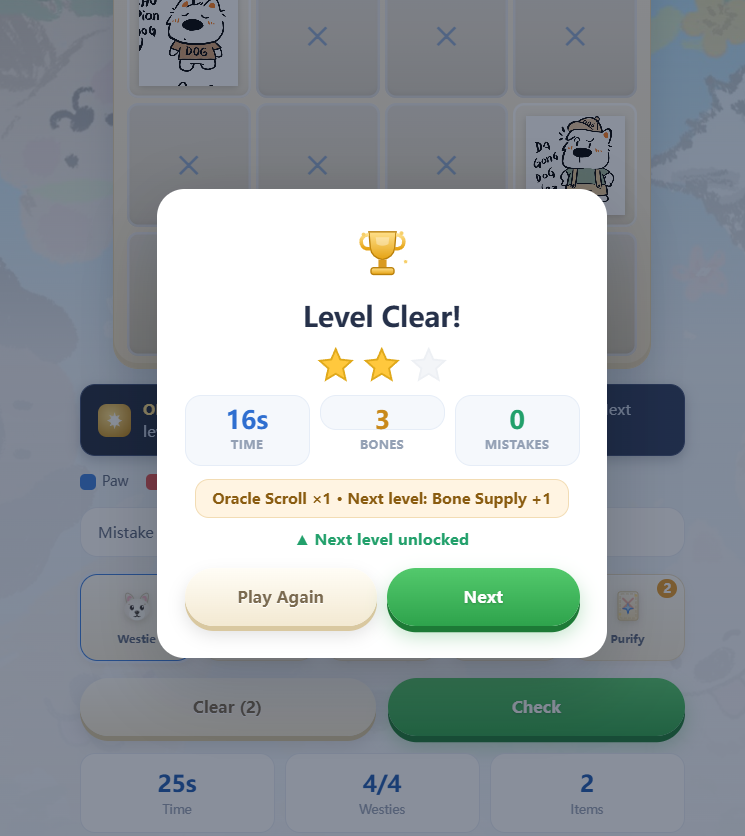 Dion
DOG
DOG
DA
GonG
DOG
Level Clear!
16s
TIME
3
BONES
0
MISTAKES
Oracle Scroll ×1 • Next level: Bone Supply +1
▲ Next level unlocked
Play Again
Next
Paw
Mistake
Westie
2
Purify
Clear (2)
Check
25s
Time
4/4
Westies
2
Items